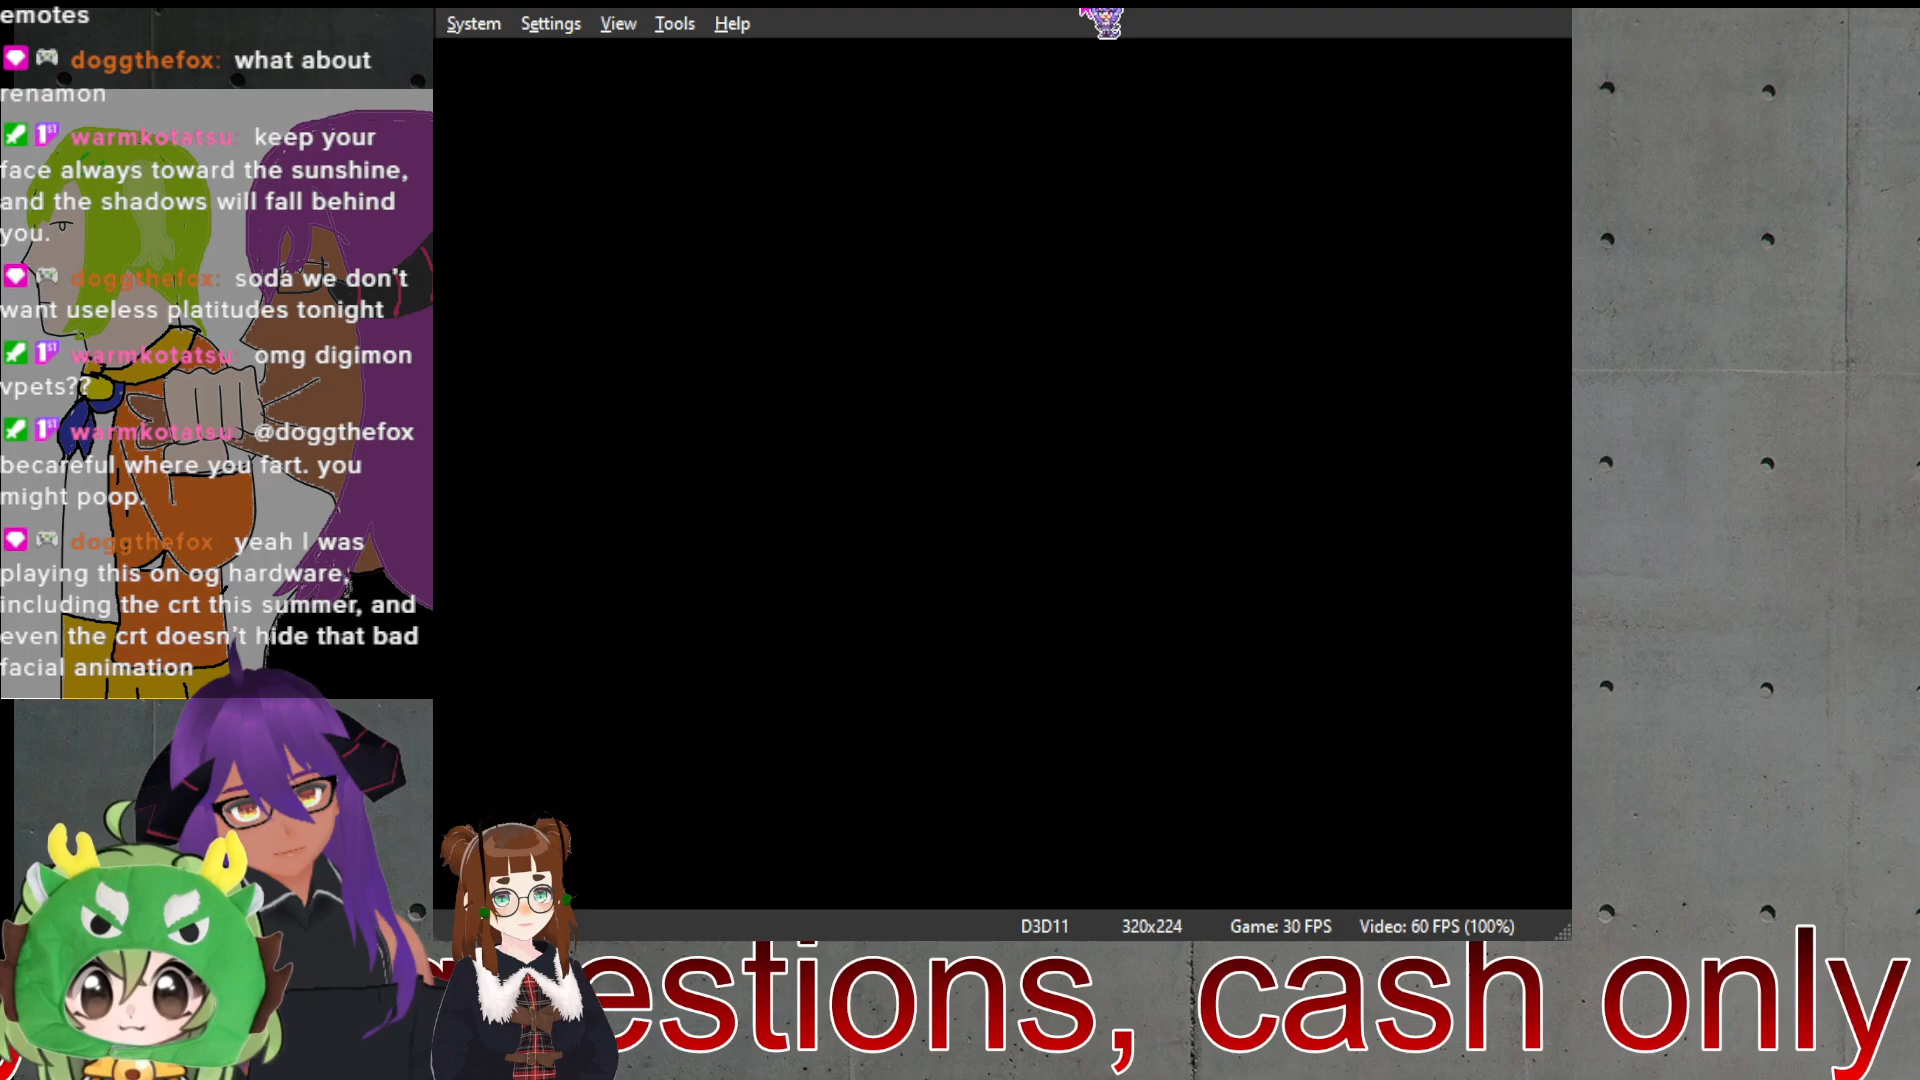 emotes
doggthefox: what about
renamon
1ST warmkotatsu: keep your
face always toward the sunshine,
and the shadows will fall behind
you.
doggthefox: soda we don't
want useless platitudes tonight
1ST warmkotatsu: omg digimon
vpets??
1ST warmkotatsu: @doggthefox
becareful where you fart. you
might poop.
doggthefox: yeah I was
playing this on og hardware,
including the crt this summer, and
even the crt doesn't hide that bad
facial animation
System Settings View Tools Help
D3D11 320x224 Game: 30 FPS Video: 60 FPS (100%)
estions, cash only